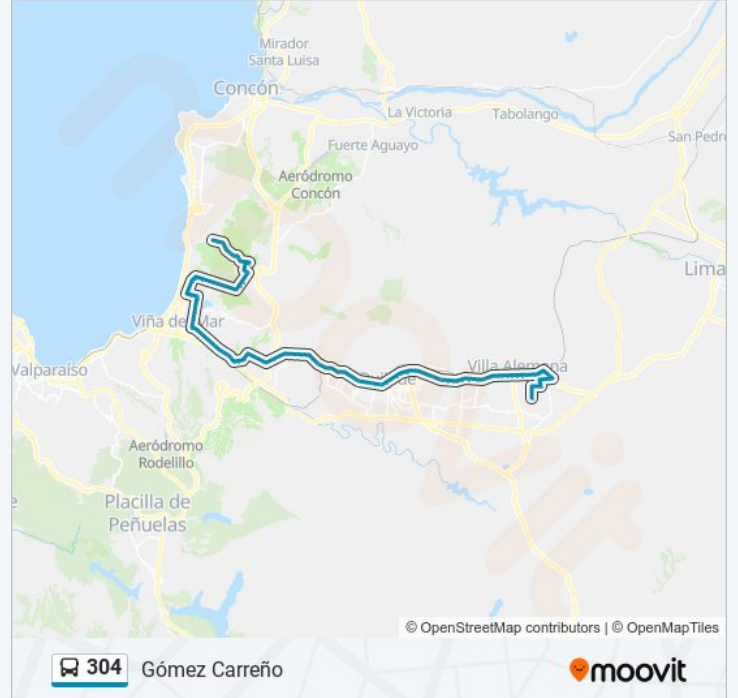 Mirador
Santa Luisa
Concón
La Victoria
Tabolango
San Pedr
Fuerte Aguayo
Aeródromo
Concón
Lima
Viña del Mar
Valparaíso
Villa Alemana
Aeródromo
Rodelillo
Placilla de
Peñuelas
© OpenStreetMap contributors | © OpenMapTiles
304 Gómez Carreño
moovit